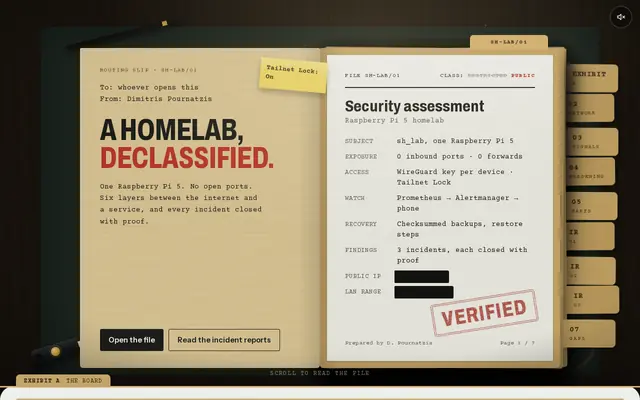 SH-LAB/01
ROUTING SLIP · SH-LAB/01
To: whoever opens this
From: Dimitris Pournatzis
A HOMELAB,
DECLASSIFIED.
One Raspberry Pi 5. No open ports.
Six layers between the internet and
a service, and every incident closed
with proof.
Open the file
Read the incident reports
Tailnet Lock:
On
FILE SH-LAB/01
CLASS: RESTRICTED PUBLIC
Security assessment
Raspberry Pi 5 homelab
SUBJECT sh_lab, one Raspberry Pi 5
EXPOSURE 0 inbound ports · 0 forwards
ACCESS WireGuard key per device ·
Tailnet Lock
WATCH Prometheus → Alertmanager →
phone
RECOVERY Checksummed backups, restore
steps
FINDINGS 3 incidents, each closed with
proof
PUBLIC IP
LAN RANGE
VERIFIED
Prepared by D. Pournatzis
Page 1 / 7
EXHIBIT
02
03
04
05
IR
IR
IR
07
SCROLL TO READ THE FILE
EXHIBIT A THE BOARD